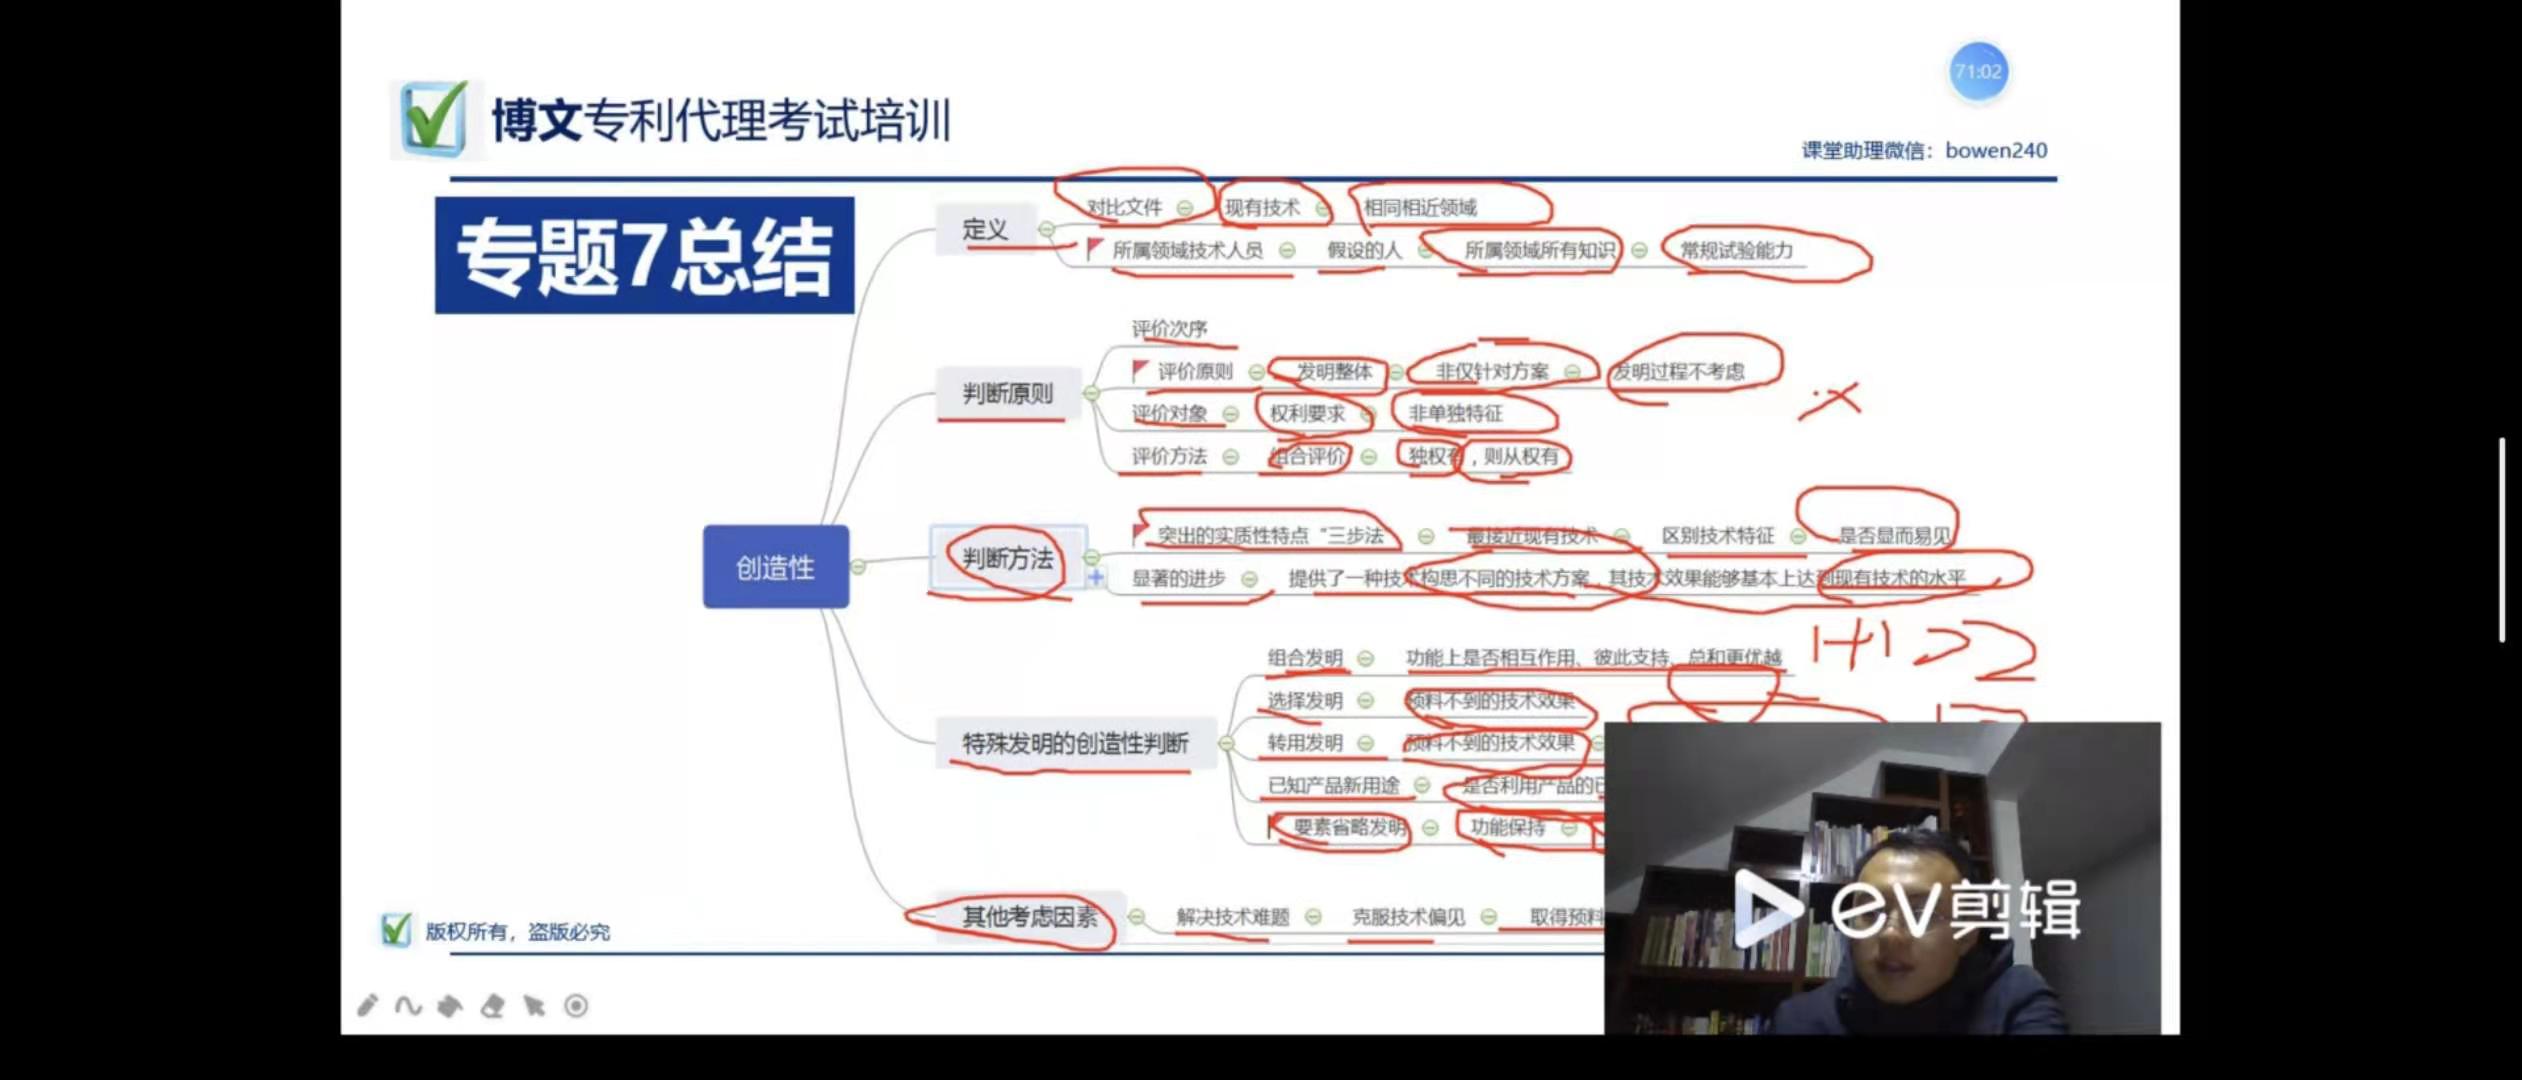 71:02
博文专利代理考试培训
课堂助理微信：bowen240
专题7总结
创造性
定义
对比文件 现有技术 相同相近领域
所属领域技术人员 假设的人 所属领域所有知识 常规试验能力
判断原则
评价次序
评价原则 发明整体 非仅针对方案 发明过程不考虑
评价对象 权利要求 非单独特征
评价方法 组合评价 独权有，则从权有
判断方法
突出的实质性特点“三步法” 最接近现有技术 区别技术特征 是否显而易见
显著的进步 提供了一种技术构思不同的技术方案，其技术效果能够基本上达到现有技术的水平
特殊发明的创造性判断
组合发明 功能上是否相互作用、彼此支持、总和更优越
1+1>2
选择发明 预料不到的技术效果
转用发明 预料不到的技术效果
已知产品新用途 是否利用产品的已
要素省略发明 功能保持
其他考虑因素
解决技术难题 克服技术偏见 取得预料
版权所有，盗版必究
ev剪辑